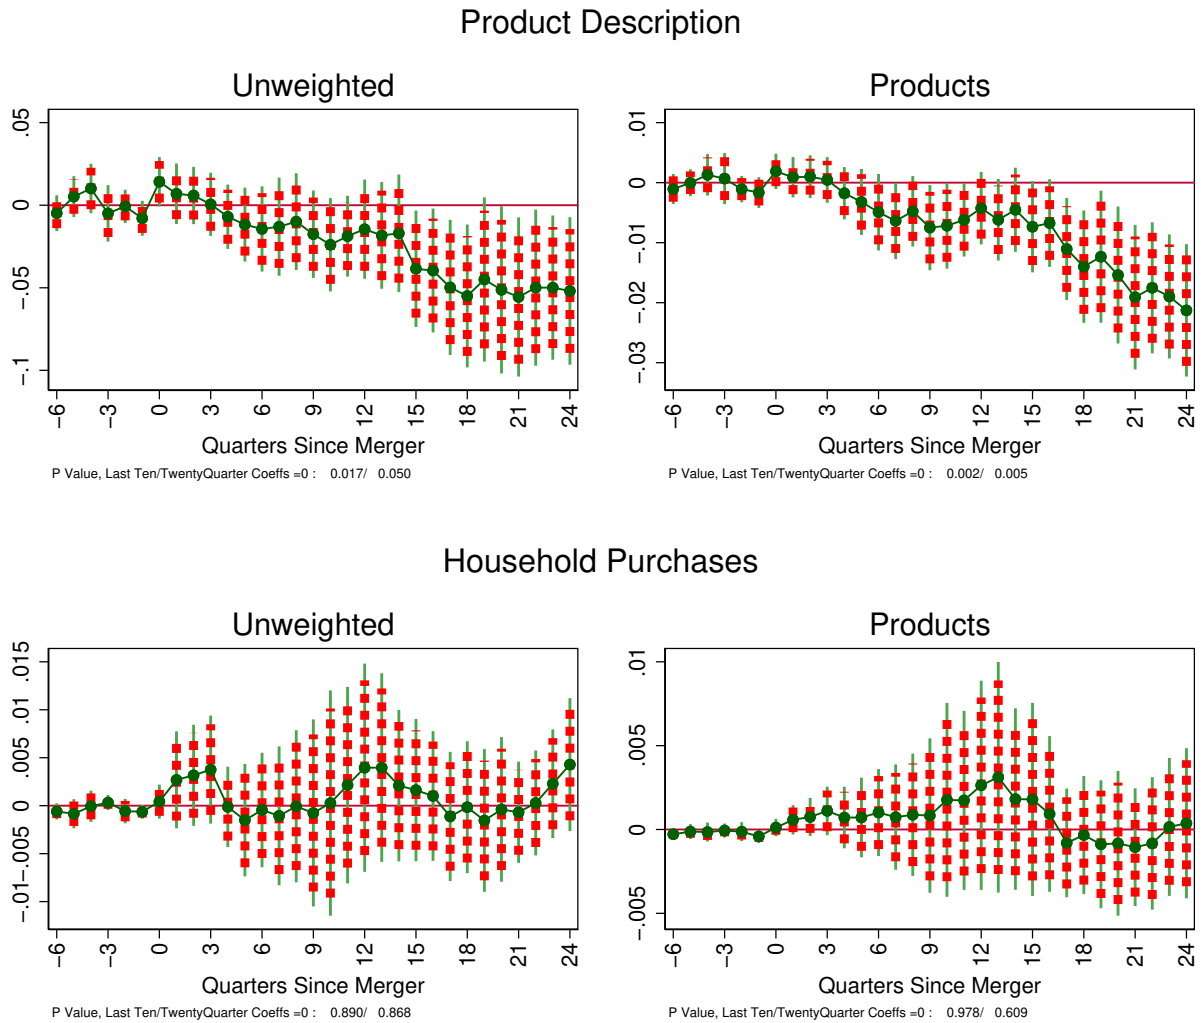 Product Description
Unweighted
.05
0
−.05
−.1
−6 −3 0 3 6 9 12 15 18 21 24
Quarters Since Merger
P Value, Last Ten/TwentyQuarter Coeffs =0 : 0.017/ 0.050
Products
.01
0
−.01
−.02
−.03
−6 −3 0 3 6 9 12 15 18 21 24
Quarters Since Merger
P Value, Last Ten/TwentyQuarter Coeffs =0 : 0.002/ 0.005
Household Purchases
Unweighted
.015
.01
.005
0
−.005
−.01
−6 −3 0 3 6 9 12 15 18 21 24
Quarters Since Merger
P Value, Last Ten/TwentyQuarter Coeffs =0 : 0.890/ 0.868
Products
.01
.005
0
−.005
−6 −3 0 3 6 9 12 15 18 21 24
Quarters Since Merger
P Value, Last Ten/TwentyQuarter Coeffs =0 : 0.978/ 0.609